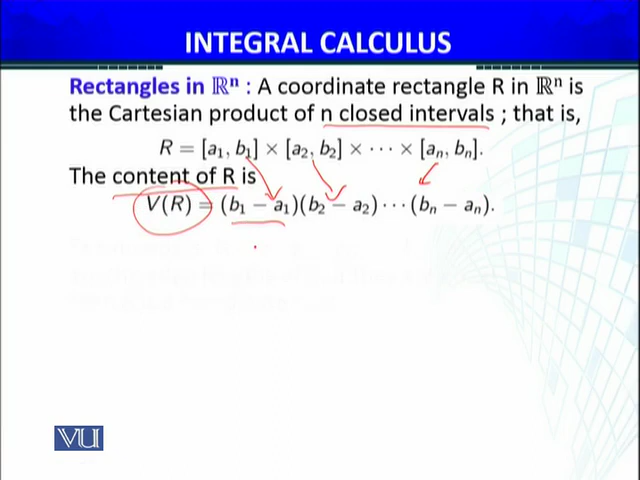 INTEGRAL CALCULUS
Rectangles in ℝⁿ : A coordinate rectangle R in ℝⁿ is
the Cartesian product of n closed intervals ; that is,
R = [a₁, b₁] × [a₂, b₂] × ⋯ × [aₙ, bₙ].
The content of R is
V(R) = (b₁ − a₁)(b₂ − a₂) ⋯ (bₙ − aₙ).
VU